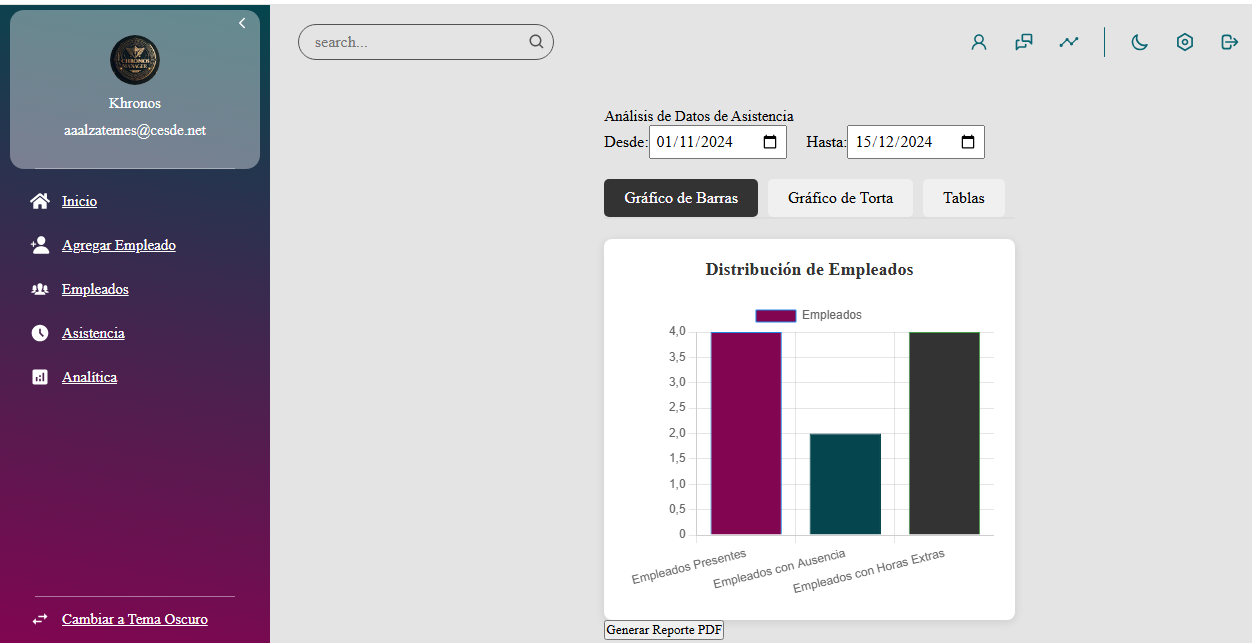 search...
CHRONOS
MANAGER
Khronos
aaalzatemes@cesde.net
Inicio
Agregar Empleado
Empleados
Asistencia
Analítica
Cambiar a Tema Oscuro
Análisis de Datos de Asistencia
Desde: 01/11/2024 Hasta: 15/12/2024
Gráfico de Barras Gráfico de Torta Tablas
Distribución de Empleados
Empleados
4,0
3,5
3,0
2,5
2,0
1,5
1,0
0,5
0
Empleados Presentes
Empleados con Ausencia
Empleados con Horas Extras
Generar Reporte PDF